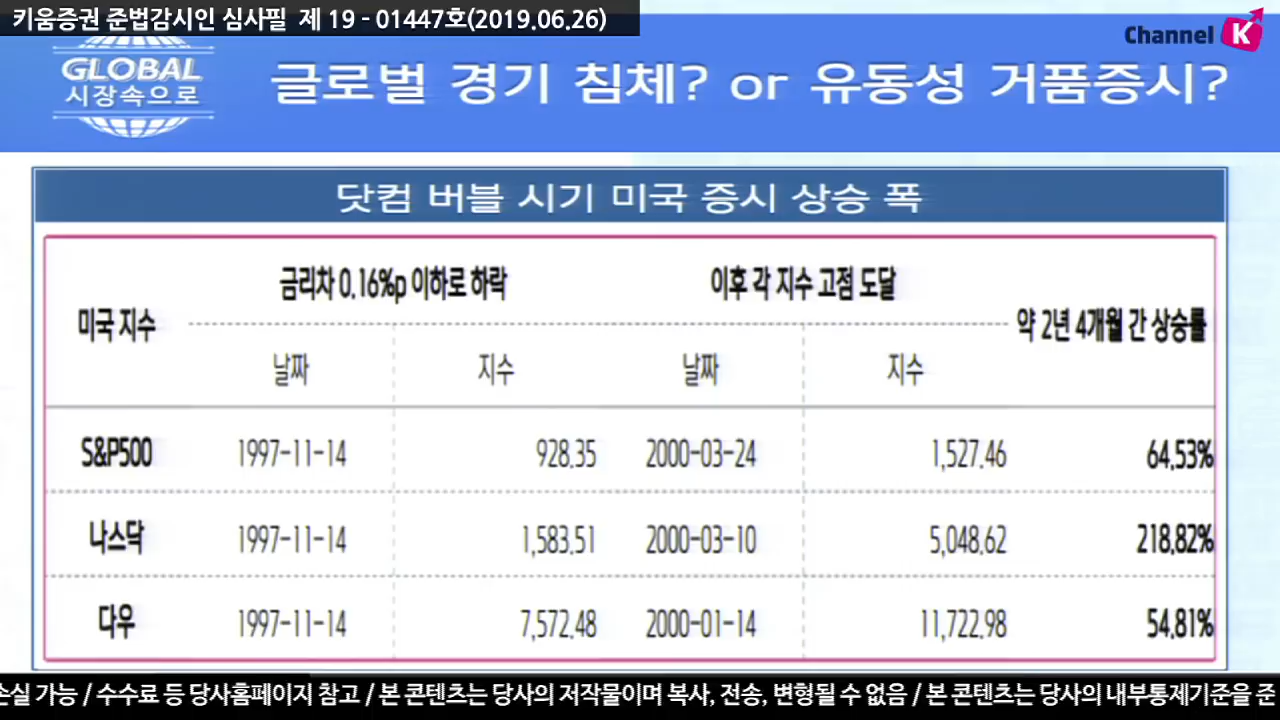 키움증권 준법감시인 심사필 제 19 - 01447호(2019.06.26)
Channel K
GLOBAL
시장속으로
글로벌 경기 침체? or 유동성 거품증시?
닷컴 버블 시기 미국 증시 상승 폭
미국 지수 금리차 0.16%p 이하로 하락 이후 각 지수 고점 도달 약 2년 4개월 간 상승률
날짜 지수 날짜 지수
S&P500 1997-11-14 928.35 2000-03-24 1,527.46 64.53%
나스닥 1997-11-14 1,583.51 2000-03-10 5,048.62 218.82%
다우 1997-11-14 7,572.48 2000-01-14 11,722.98 54.81%
손실 가능 / 수수료 등 당사홈페이지 참고 / 본 콘텐츠는 당사의 저작물이며 복사, 전송, 변형될 수 없음 / 본 콘텐츠는 당사의 내부통제기준을 준